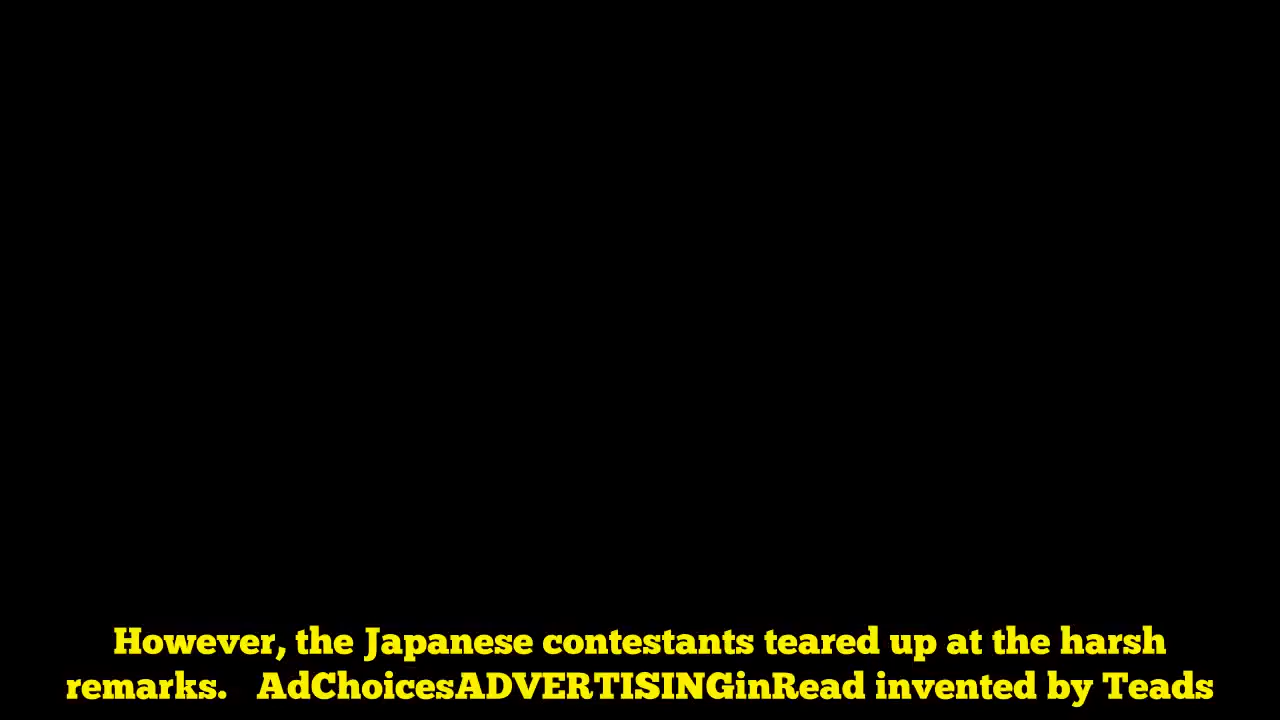 However, the Japanese contestants teared up at the harsh
remarks.   AdChoicesADVERTISINGinRead invented by Teads